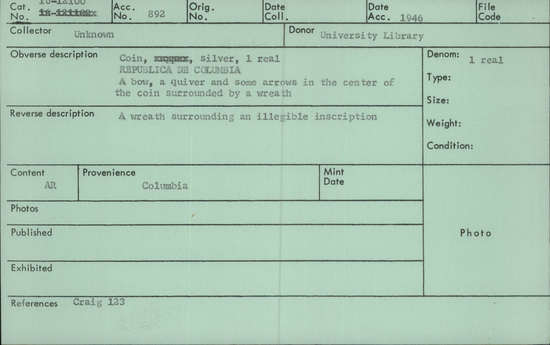 Cat. No. 16-12100
Acc. No. 892
Orig. No.
Date Coll.
Date Acc. 1946
File Code
Collector Unknown
Donor University Library
Obverse description Coin, silver, 1 real
REPUBLICA DE COLUMBIA
A bow, a quiver and some arrows in the center of
the coin surrounded by a wreath
Denom: 1 real
Type:
Size:
Weight:
Condition:
Reverse description A wreath surrounding an illegible inscription
Content AR
Provenience Columbia
Mint Date
Photos
Published
Exhibited
Photo
References Craig 123